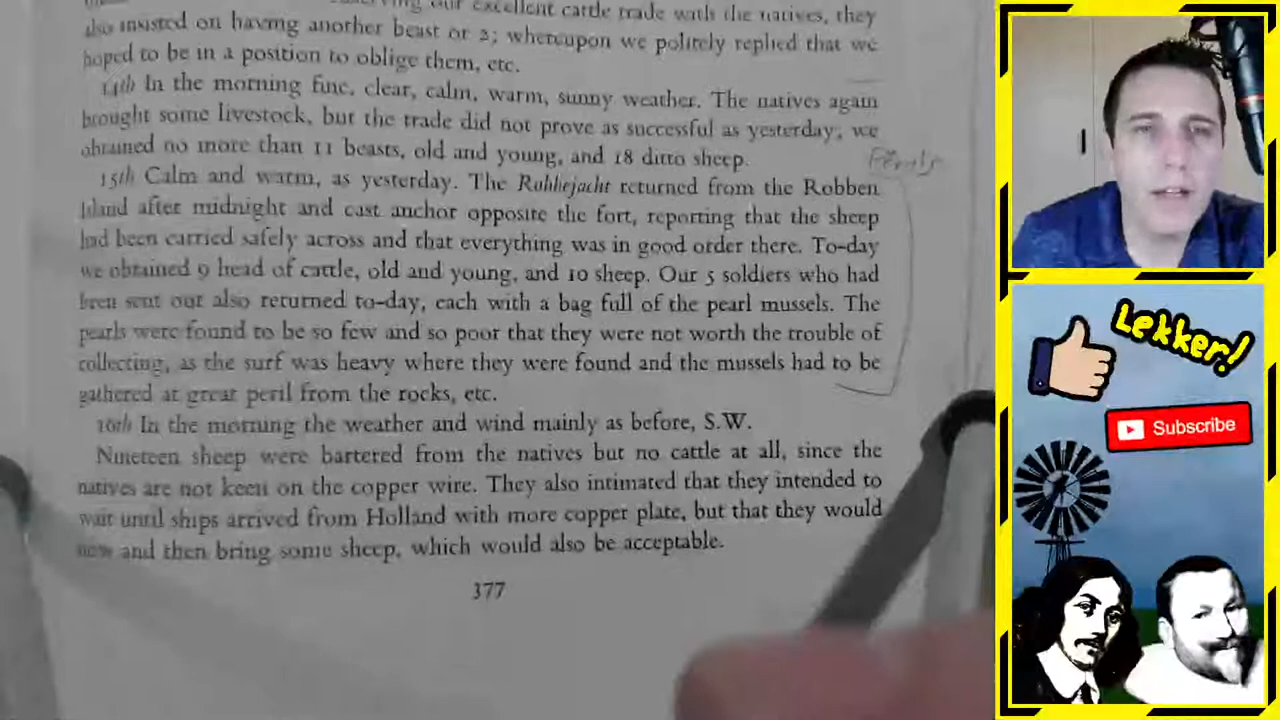 our excellent cattle trade with the natives, they
also insisted on having another beast or 2; whereupon we politely replied that we
hoped to be in a position to oblige them, etc.
14th In the morning fine, clear, calm, warm, sunny weather. The natives again
brought some livestock, but the trade did not prove as successful as yesterday; we
obtained no more than 11 beasts, old and young, and 18 ditto sheep.
Pearls
15th Calm and warm, as yesterday. The Robbejacht returned from the Robben
Island after midnight and cast anchor opposite the fort, reporting that the sheep
had been carried safely across and that everything was in good order there. To-day
we obtained 9 head of cattle, old and young, and 10 sheep. Our 5 soldiers who had
been sent out also returned to-day, each with a bag full of the pearl mussels. The
pearls were found to be so few and so poor that they were not worth the trouble of
collecting, as the surf was heavy where they were found and the mussels had to be
gathered at great peril from the rocks, etc.
16th In the morning the weather and wind mainly as before, S.W.
Nineteen sheep were bartered from the natives but no cattle at all, since the
natives are not keen on the copper wire. They also intimated that they intended to
wait until ships arrived from Holland with more copper plate, but that they would
now and then bring some sheep, which would also be acceptable.
377
Lekker!
Subscribe